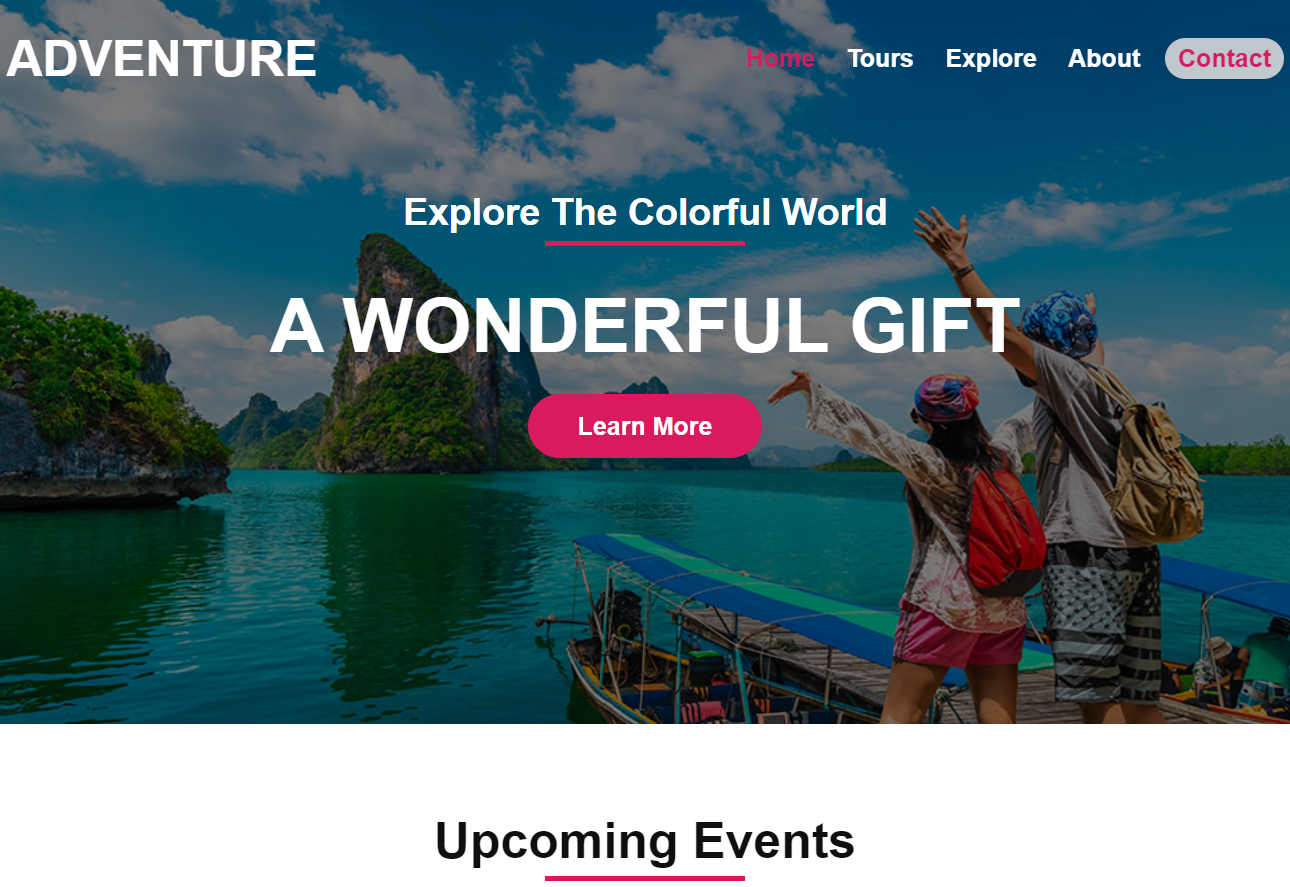 ADVENTURE
Home Tours Explore About Contact
Explore The Colorful World
A WONDERFUL GIFT
Learn More
Upcoming Events